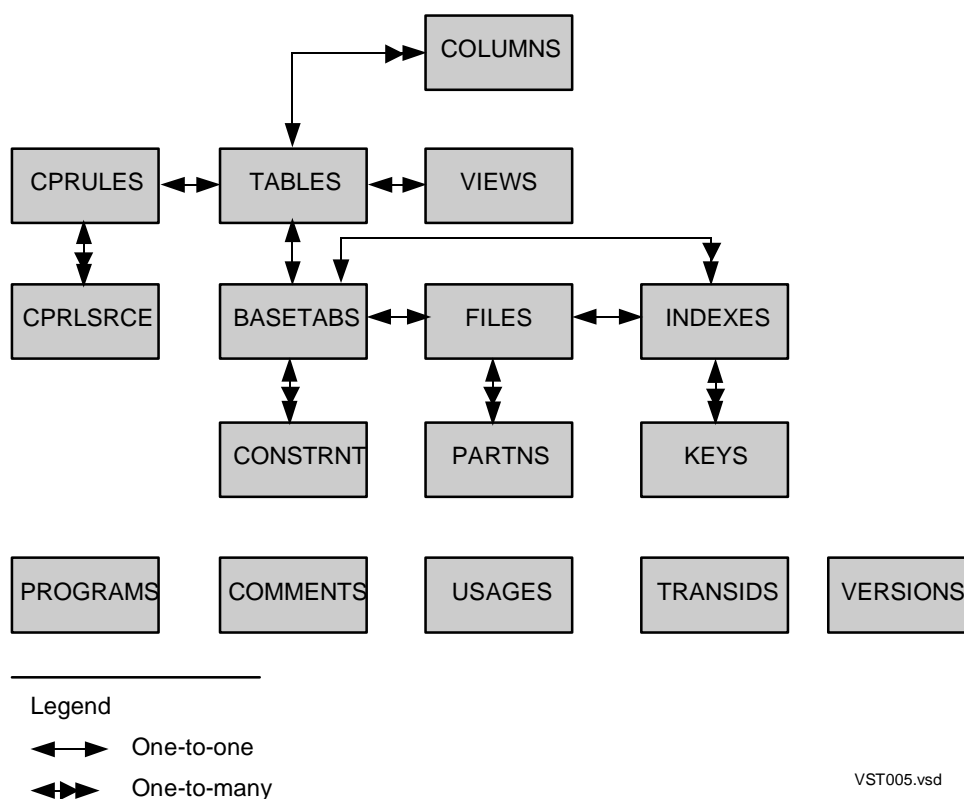 COLUMNS
CPRULES
TABLES
VIEWS
CPRLSRCE
BASETABS
FILES
INDEXES
CONSTRNT
PARTNS
KEYS
PROGRAMS
COMMENTS
USAGES
TRANSIDS
VERSIONS
Legend
One-to-one
One-to-many
VST005.vsd